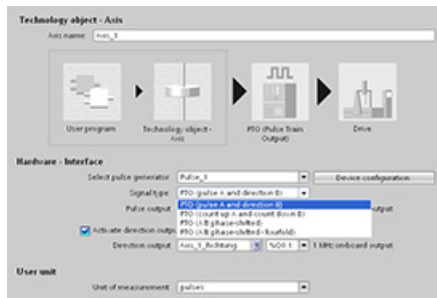 Technology object - Axis
Axis name: Axis_1
User program
Technology object - Axis
PTO (Pulse Train Output)
Drive
Hardware - Interface
Select pulse generator: Pulse_1
Device configuration
Signal type: PTO (pulse A and direction B)
PTO (pulse A and direction B)
PTO (count up A and count down B)
PTO (A/B phase-shifted)
PTO (A/B phase-shifted - fourfold)
Pulse output
output
Activate direction outpu
Direction output Axis_1_Richtung %Q0.1 onboard output
User unit
Unit of measurement: pulses